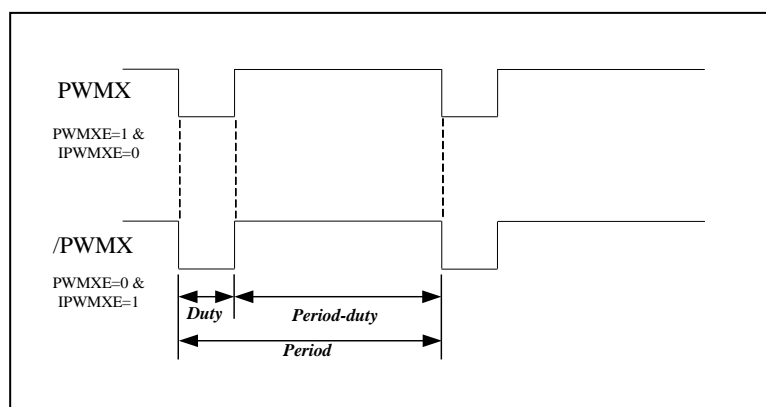 PWMX
PWMXE=1 &
IPWMXE=0
/PWMX
PWMXE=0 &
IPWMXE=1
Duty
Period-duty
Period